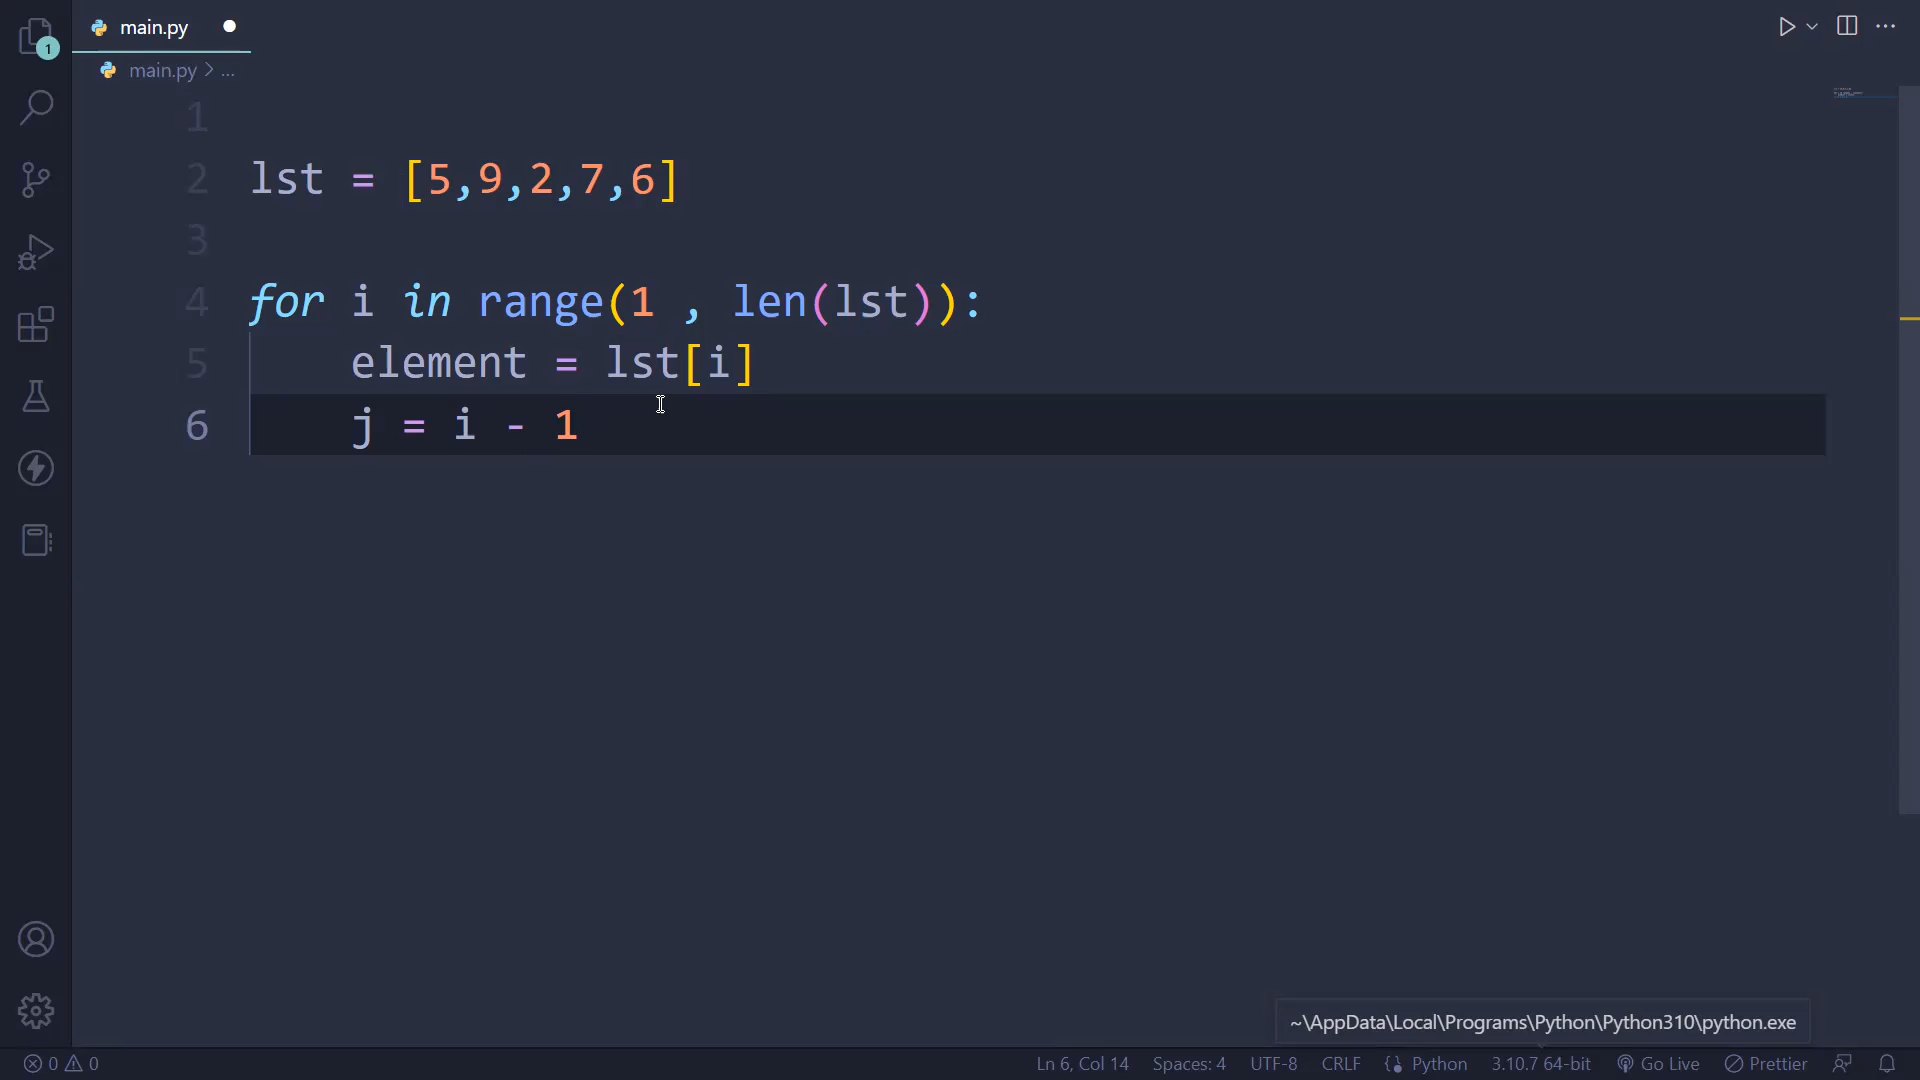 main.py
main.py > ...
1
2 lst = [5,9,2,7,6]
3
4 for i in range(1 , len(lst)):
5 element = lst[i]
6 j = i - 1
1
~\AppData\Local\Programs\Python\Python310\python.exe
0 0 Ln 6, Col 14 Spaces: 4 UTF-8 CRLF {} Python 3.10.7 64-bit Go Live Prettier